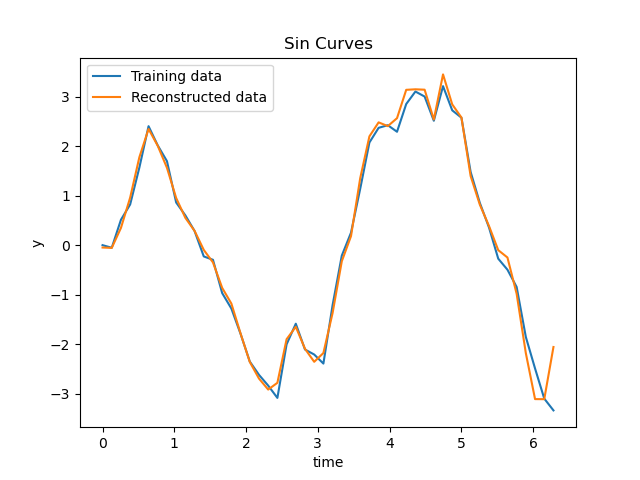 Sin Curves
Training data
Reconstructed data
3
2
1
0
−1
−2
−3
y
0 1 2 3 4 5 6
time